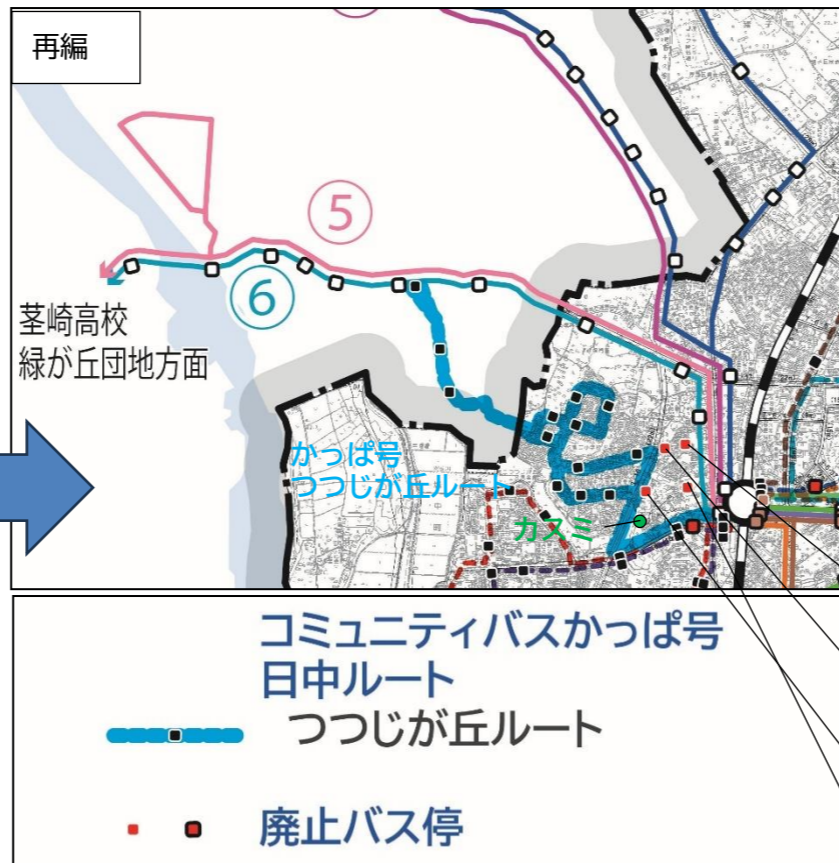 再編
⑤
⑥
茎崎高校
緑が丘団地方面
かっぱ号
つつじが丘ルート
カスミ
コミュニティバスかっぱ号
日中ルート
つつじが丘ルート
廃止バス停